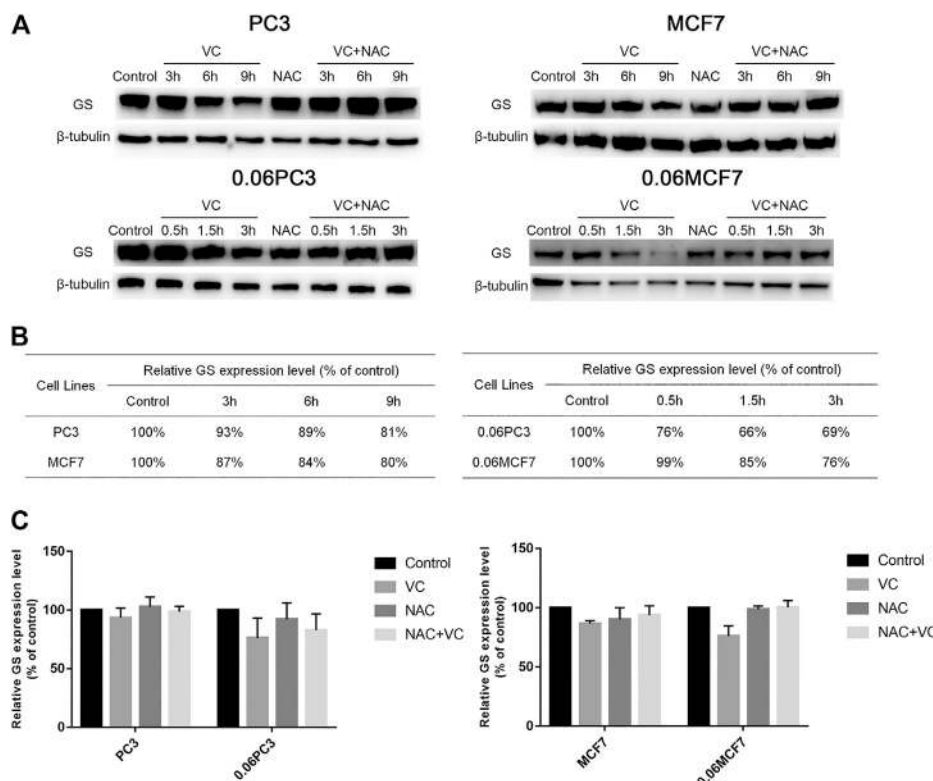 A
PC3
MCF7
VC
VC+NAC
VC
VC+NAC
Control 3h 6h 9h NAC 3h 6h 9h
Control 3h 6h 9h NAC 3h 6h 9h
GS
GS
β-tubulin
β-tubulin
0.06PC3
0.06MCF7
VC
VC+NAC
VC
VC+NAC
Control 0.5h 1.5h 3h NAC 0.5h 1.5h 3h
Control 0.5h 1.5h 3h NAC 0.5h 1.5h 3h
GS
GS
β-tubulin
β-tubulin
B
Cell Lines
Relative GS expression level (% of control)
Control 3h 6h 9h
PC3 100% 93% 89% 81%
MCF7 100% 87% 84% 80%
Cell Lines
Relative GS expression level (% of control)
Control 0.5h 1.5h 3h
0.06PC3 100% 76% 66% 69%
0.06MCF7 100% 99% 85% 76%
C
Relative GS expression level
(% of control)
150
100
50
0
PC3
0.06PC3
Control
VC
NAC
NAC+VC
Relative GS expression level
(% of control)
150
100
50
0
MCF7
0.06MCF7
Control
VC
NAC
NAC+VC